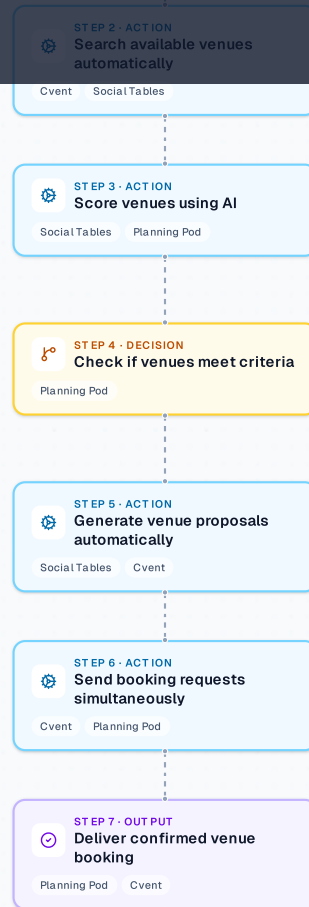 STEP 2 · ACTION
Search available venues
automatically
Cvent Social Tables
STEP 3 · ACTION
Score venues using AI
Social Tables Planning Pod
STEP 4 · DECISION
Check if venues meet criteria
Planning Pod
STEP 5 · ACTION
Generate venue proposals
automatically
Social Tables Cvent
STEP 6 · ACTION
Send booking requests
simultaneously
Cvent Planning Pod
STEP 7 · OUTPUT
Deliver confirmed venue
booking
Planning Pod Cvent